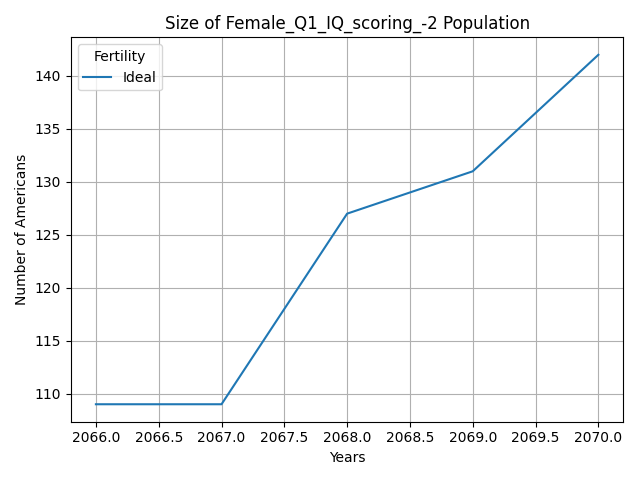 Size of Female_Q1_IQ_scoring_-2 Population
Fertility
Ideal
Number of Americans
140
135
130
125
120
115
110
2066.0 2066.5 2067.0 2067.5 2068.0 2068.5 2069.0 2069.5 2070.0
Years